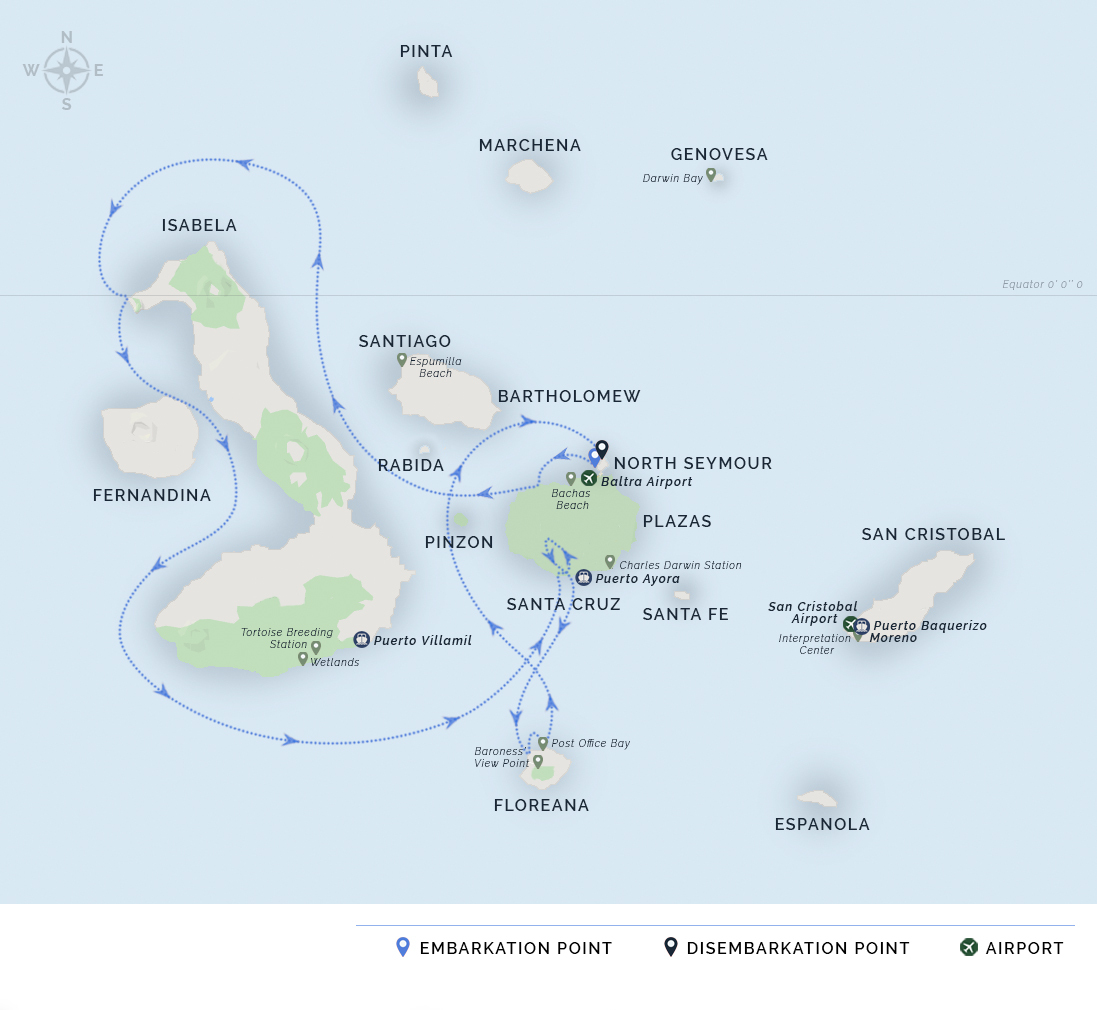 N
W E
S
PINTA
MARCHENA
GENOVESA
Darwin Bay
ISABELA
Equator 0' 0'' 0
SANTIAGO
Espumilla
Beach
BARTHOLOMEW
RABIDA
NORTH SEYMOUR
Baltra Airport
Bachas
Beach
FERNANDINA
PLAZAS
PINZON
SAN CRISTOBAL
Charles Darwin Station
Puerto Ayora
SANTA CRUZ
SANTA FE
San Cristobal
Airport
Puerto Baquerizo
Moreno
Interpretation
Center
Tortoise Breeding
Station
Puerto Villamil
Wetlands
Post Office Bay
Baroness'
View Point
FLOREANA
ESPANOLA
EMBARKATION POINT
DISEMBARKATION POINT
AIRPORT